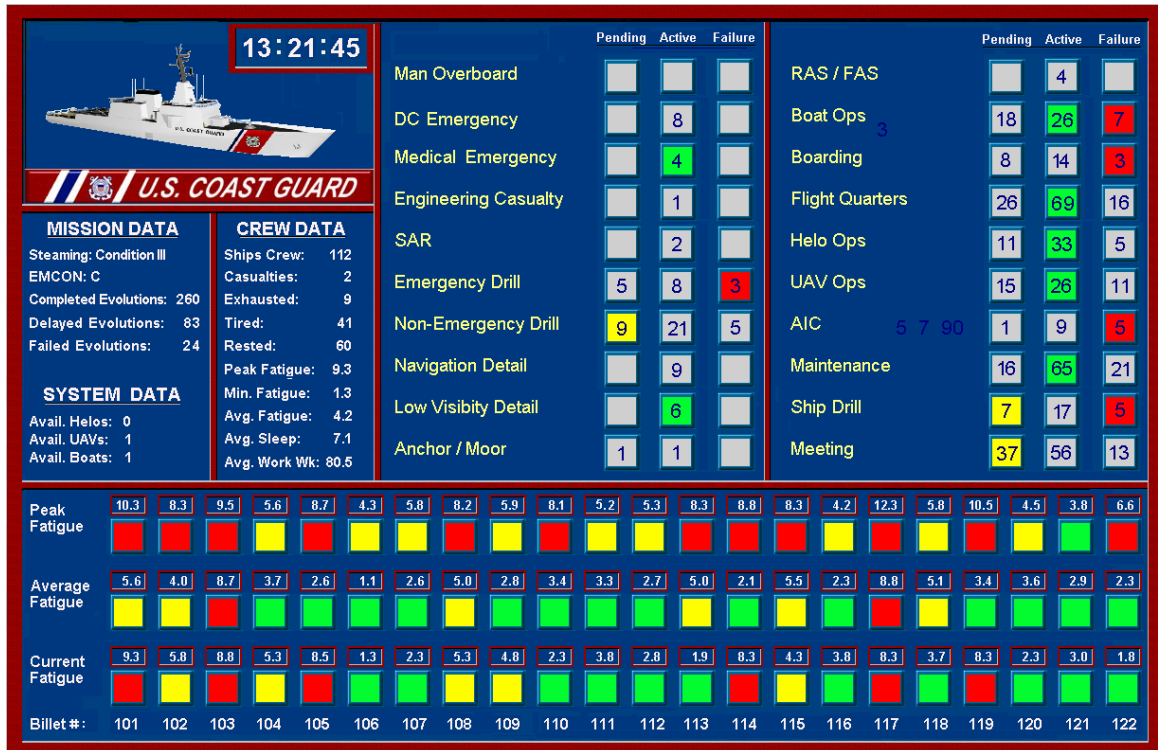 13:21:45
U.S. COAST GUARD
U.S. COAST GUARD
MISSION DATA
Steaming: Condition III
EMCON: C
Completed Evolutions: 260
Delayed Evolutions: 83
Failed Evolutions: 24
SYSTEM DATA
Avail. Helos: 0
Avail. UAVs: 1
Avail. Boats: 1
CREW DATA
Ships Crew: 112
Casualties: 2
Exhausted: 9
Tired: 41
Rested: 60
Peak Fatigue: 9.3
Min. Fatigue: 1.3
Avg. Fatigue: 4.2
Avg. Sleep: 7.1
Avg. Work Wk: 80.5
Pending Active Failure
Man Overboard
DC Emergency 8
Medical Emergency 4
Engineering Casualty 1
SAR 2
Emergency Drill 5 8 3
Non-Emergency Drill 9 21 5
Navigation Detail 9
Low Visibity Detail 6
Anchor / Moor 1 1
Pending Active Failure
RAS / FAS 4
Boat Ops 3 18 26 7
Boarding 8 14 3
Flight Quarters 26 69 16
Helo Ops 11 33 5
UAV Ops 15 26 11
AIC 5 7 90 1 9 5
Maintenance 16 65 21
Ship Drill 7 17 5
Meeting 37 56 13
Peak Fatigue 10.3 8.3 9.5 5.6 8.7 4.3 5.8 8.2 5.9 8.1 5.2 5.3 8.3 8.8 8.3 4.2 12.3 5.8 10.5 4.5 3.8 6.6
Average Fatigue 5.6 4.0 8.7 3.7 2.6 1.1 2.6 5.0 2.8 3.4 3.3 2.7 5.0 2.1 5.5 2.3 8.8 5.1 3.4 3.6 2.9 2.3
Current Fatigue 9.3 5.8 8.8 5.3 8.5 1.3 2.3 5.3 4.8 2.3 3.8 2.8 1.9 8.3 4.3 3.8 8.3 3.7 8.3 2.3 3.0 1.8
Billet #: 101 102 103 104 105 106 107 108 109 110 111 112 113 114 115 116 117 118 119 120 121 122